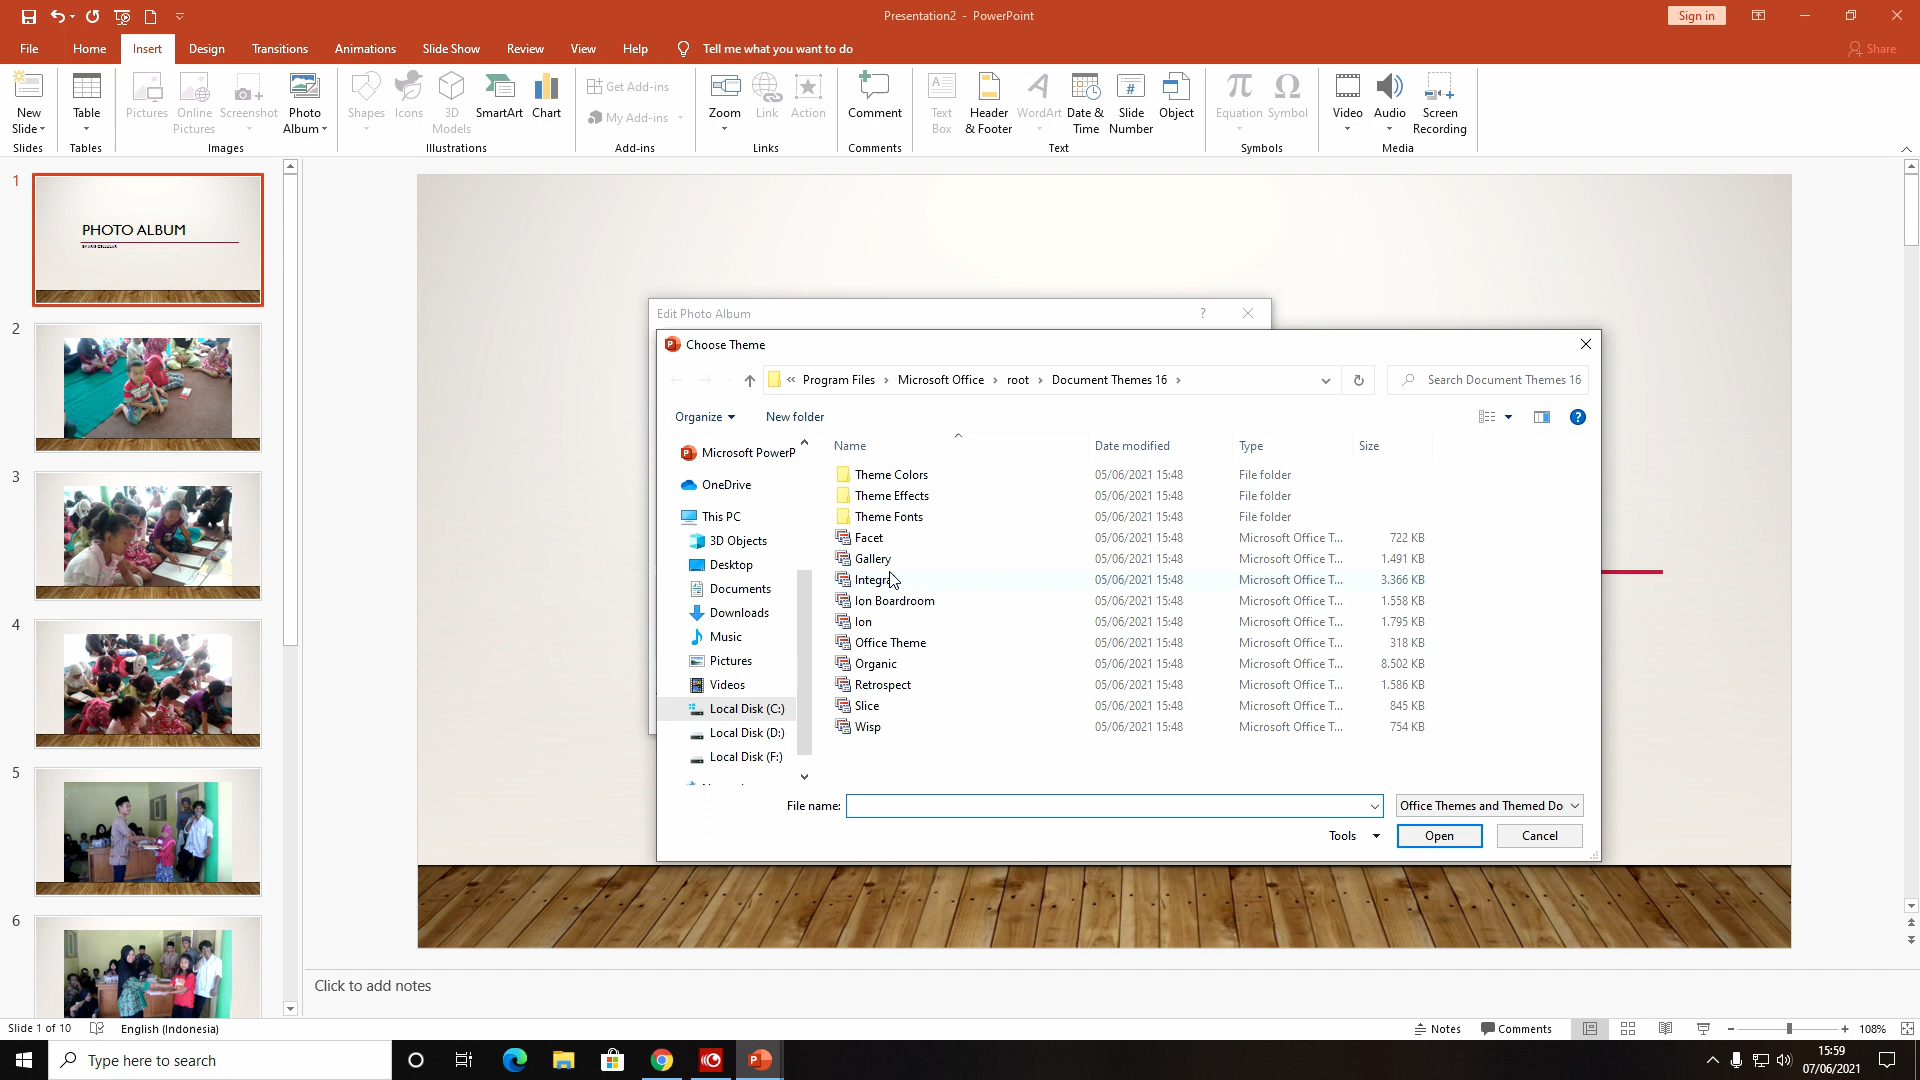 Presentation2 - PowerPoint
Sign in
File Home Insert Design Transitions Animations Slide Show Review View Help Tell me what you want to do
Share
New Slide
Table
Pictures
Online Pictures
Screenshot
Photo Album
Shapes
Icons
3D Models
SmartArt
Chart
Get Add-ins
My Add-ins
Zoom
Link
Action
Comment
Text Box
Header & Footer
WordArt
Date & Time
Slide Number
Object
Equation
Symbol
Video
Audio
Screen Recording
Slides Tables Images Illustrations Add-ins Links Comments Text Symbols Media
1
PHOTO ALBUM
2
3
4
5
6
Edit Photo Album ?
Choose Theme
« Program Files › Microsoft Office › root › Document Themes 16 ›
Search Document Themes 16
Organize New folder
Microsoft PowerP
OneDrive
This PC
3D Objects
Desktop
Documents
Downloads
Music
Pictures
Videos
Local Disk (C:)
Local Disk (D:)
Local Disk (F:)
Name Date modified Type Size
Theme Colors 05/06/2021 15:48 File folder
Theme Effects 05/06/2021 15:48 File folder
Theme Fonts 05/06/2021 15:48 File folder
Facet 05/06/2021 15:48 Microsoft Office T... 722 KB
Gallery 05/06/2021 15:48 Microsoft Office T... 1.491 KB
Integra 05/06/2021 15:48 Microsoft Office T... 3.366 KB
Ion Boardroom 05/06/2021 15:48 Microsoft Office T... 1.558 KB
Ion 05/06/2021 15:48 Microsoft Office T... 1.795 KB
Office Theme 05/06/2021 15:48 Microsoft Office T... 318 KB
Organic 05/06/2021 15:48 Microsoft Office T... 8.502 KB
Retrospect 05/06/2021 15:48 Microsoft Office T... 1.586 KB
Slice 05/06/2021 15:48 Microsoft Office T... 845 KB
Wisp 05/06/2021 15:48 Microsoft Office T... 754 KB
File name:
Office Themes and Themed Do
Tools
Open
Cancel
Click to add notes
Slide 1 of 10
English (Indonesia)
Notes
Comments
108%
Type here to search
15:59
07/06/2021